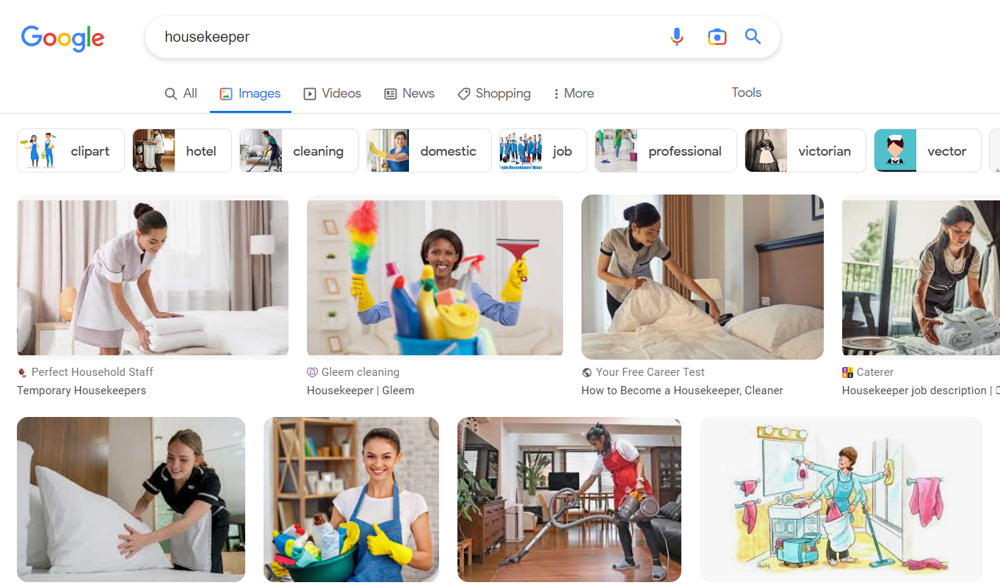 Google
housekeeper
All
Images
Videos
News
Shopping
More
Tools
clipart
hotel
cleaning
domestic
job
professional
victorian
vector
Perfect Household Staff
Temporary Housekeepers
Gleem cleaning
Housekeeper | Gleem
Your Free Career Test
How to Become a Housekeeper, Cleaner
Caterer
Housekeeper job description |